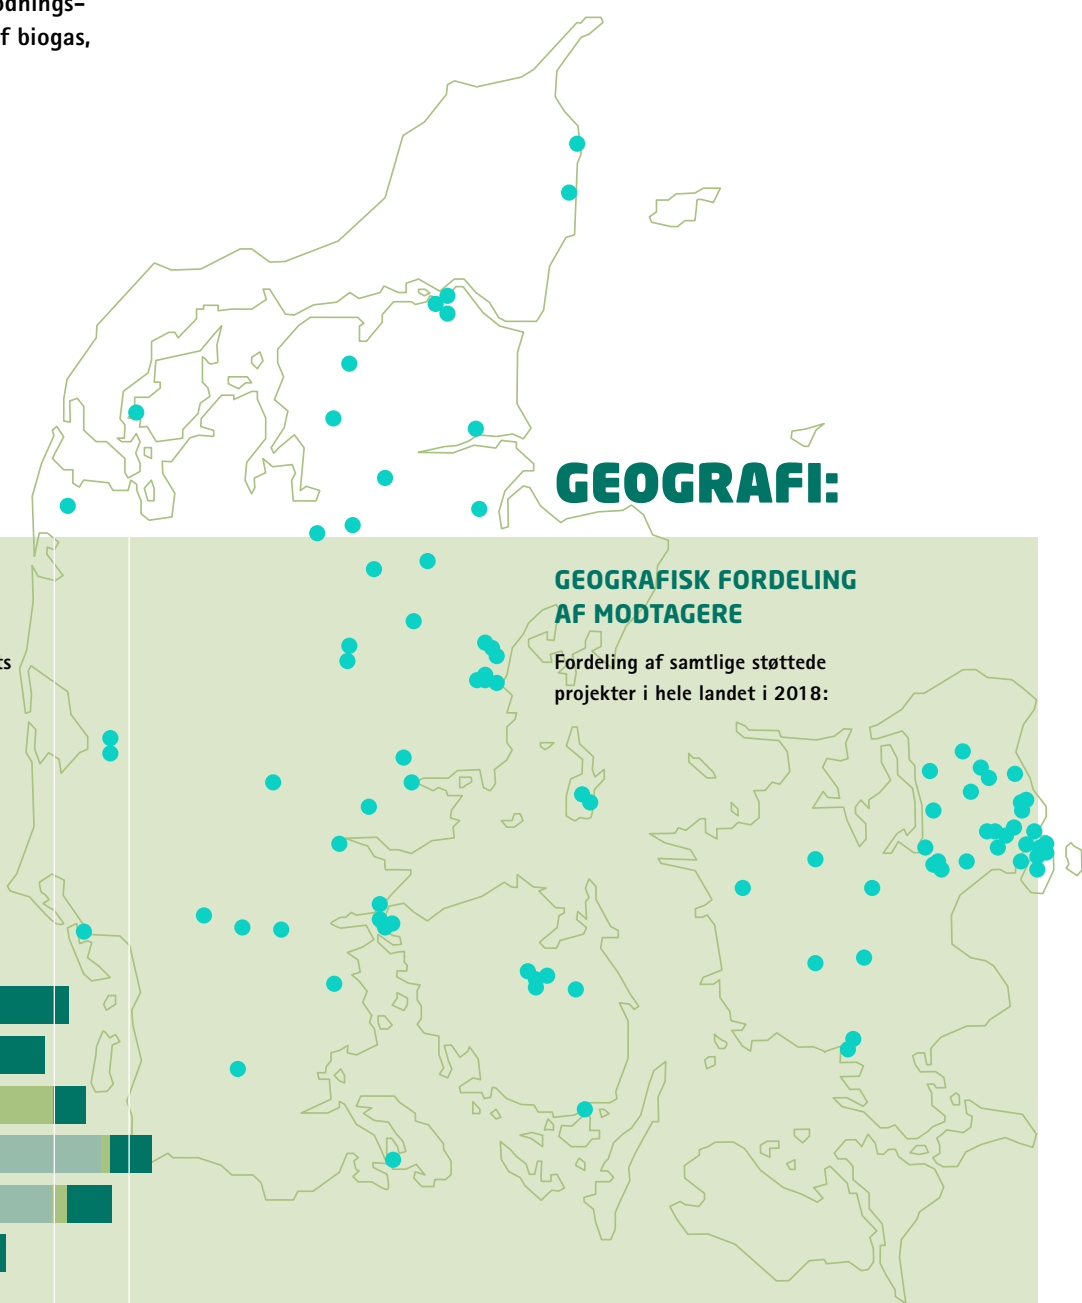 f biogas,
GEOGRAFI:
GEOGRAFISK FORDELING
AF MODTAGERE
Fordeling af samtlige støttede
projekter i hele landet i 2018: